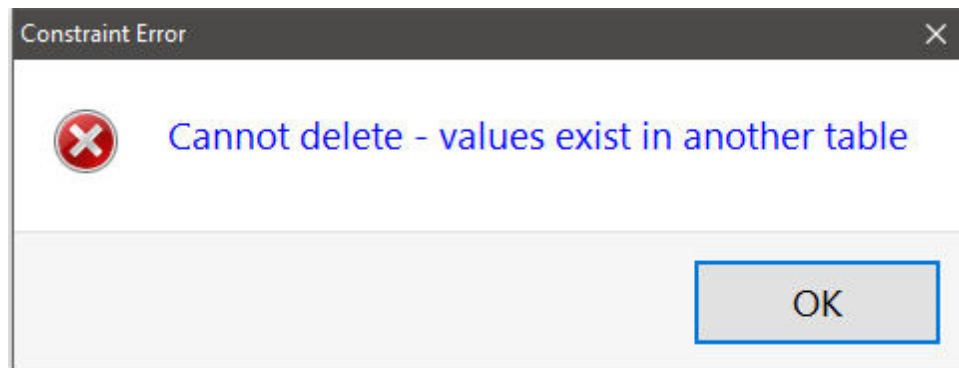 Constraint Error
Cannot delete - values exist in another table
OK